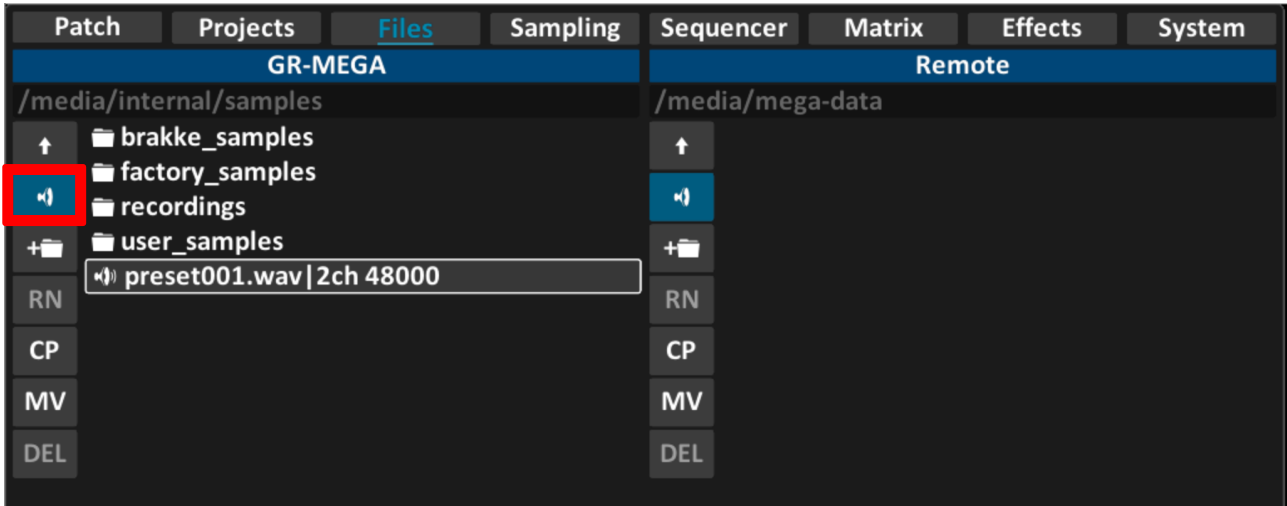 Patch Projects Files Sampling Sequencer Matrix Effects System
GR-MEGA
/media/internal/samples
brakke_samples
factory_samples
recordings
+
user_samples
preset001.wav|2ch 48000
RN
CP
MV
DEL
Remote
/media/mega-data
+
RN
CP
MV
DEL